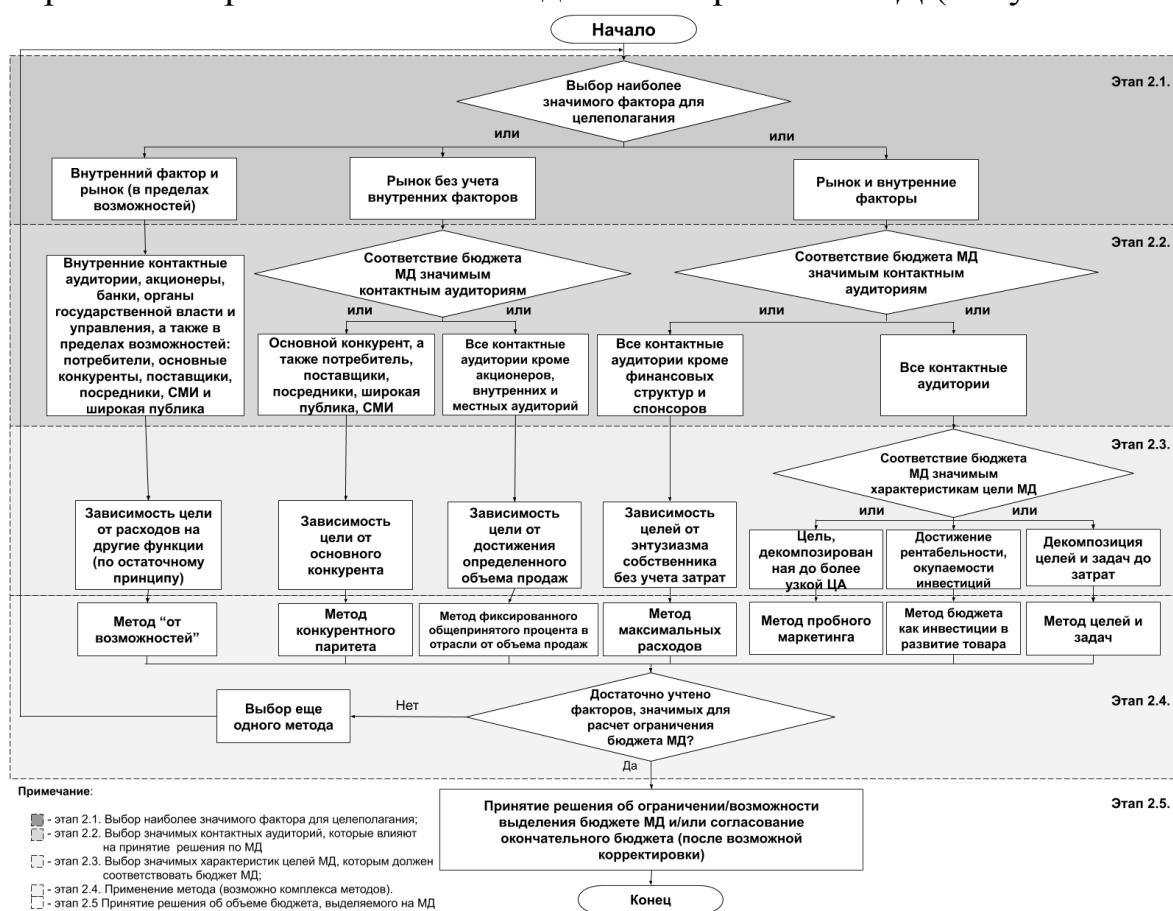 Начало
Выбор наиболее
значимого фактора для
целеполагания
Этап 2.1.
или
или
или
Внутренний фактор и
рынок (в пределах
возможностей)
Рынок без учета
внутренних факторов
Рынок и внутренние
факторы
Этап 2.2.
Внутренние контактные
аудитории, акционеры,
банки, органы
государственной власти и
управления, а также в
пределах возможностей:
потребители, основные
конкуренты, поставщики,
посредники, СМИ и
широкая публика
Соответствие бюджета
МД значимым
контактным аудиториям
Соответствие бюджета МД
значимым контактным
аудиториям
или
или
или
или
Основной конкурент, а
также потребитель,
поставщики,
посредники, широкая
публика, СМИ
Все контактные
аудитории кроме
акционеров,
внутренних и
местных аудиторий
Все контактные
аудитории кроме
финансовых
структур и
спонсоров
Все контактные
аудитории
Этап 2.3.
Соответствие бюджета
МД значимым
характеристикам цели МД
или
или
Зависимость цели
от расходов на
другие функции
(по остаточному
принципу)
Зависимость
цели от
основного
конкурента
Зависимость
цели от
достижения
определенного
объема продаж
Зависимость
целей от
энтузиазма
собственника
без учета затрат
Цель,
декомпозирован
ная до более
узкой ЦА
Достижение
рентабельности,
окупаемости
инвестиций
Декомпозиция
целей и задач до
затрат
Метод “от
возможностей”
Метод
конкурентного
паритета
Метод фиксированного
общепринятого процента в
отрасли от объема продаж
Метод
максимальных
расходов
Метод пробного
маркетинга
Метод бюджета
как инвестиции в
развитие товара
Метод целей и
задач
Этап 2.4.
Выбор еще
одного метода
Нет
Достаточно учтено
факторов, значимых для
расчет ограничения
бюджета МД?
Да
Этап 2.5.
Принятие решения об ограничении/возможности
выделения бюджете МД и/или согласование
окончательного бюджета (после возможной
корректировки)
Конец
Примечание:
- этап 2.1. Выбор наиболее значимого фактора для целеполагания;
- этап 2.2. Выбор значимых контактных аудиторий, которые влияют
на принятие решения по МД
- этап 2.3. Выбор значимых характеристик целей МД, которым должен
соответствовать бюджет МД;
- этап 2.4. Применение метода (возможно комплекса методов).
- этап 2.5 Принятие решения об объеме бюджета, выделяемого на МД